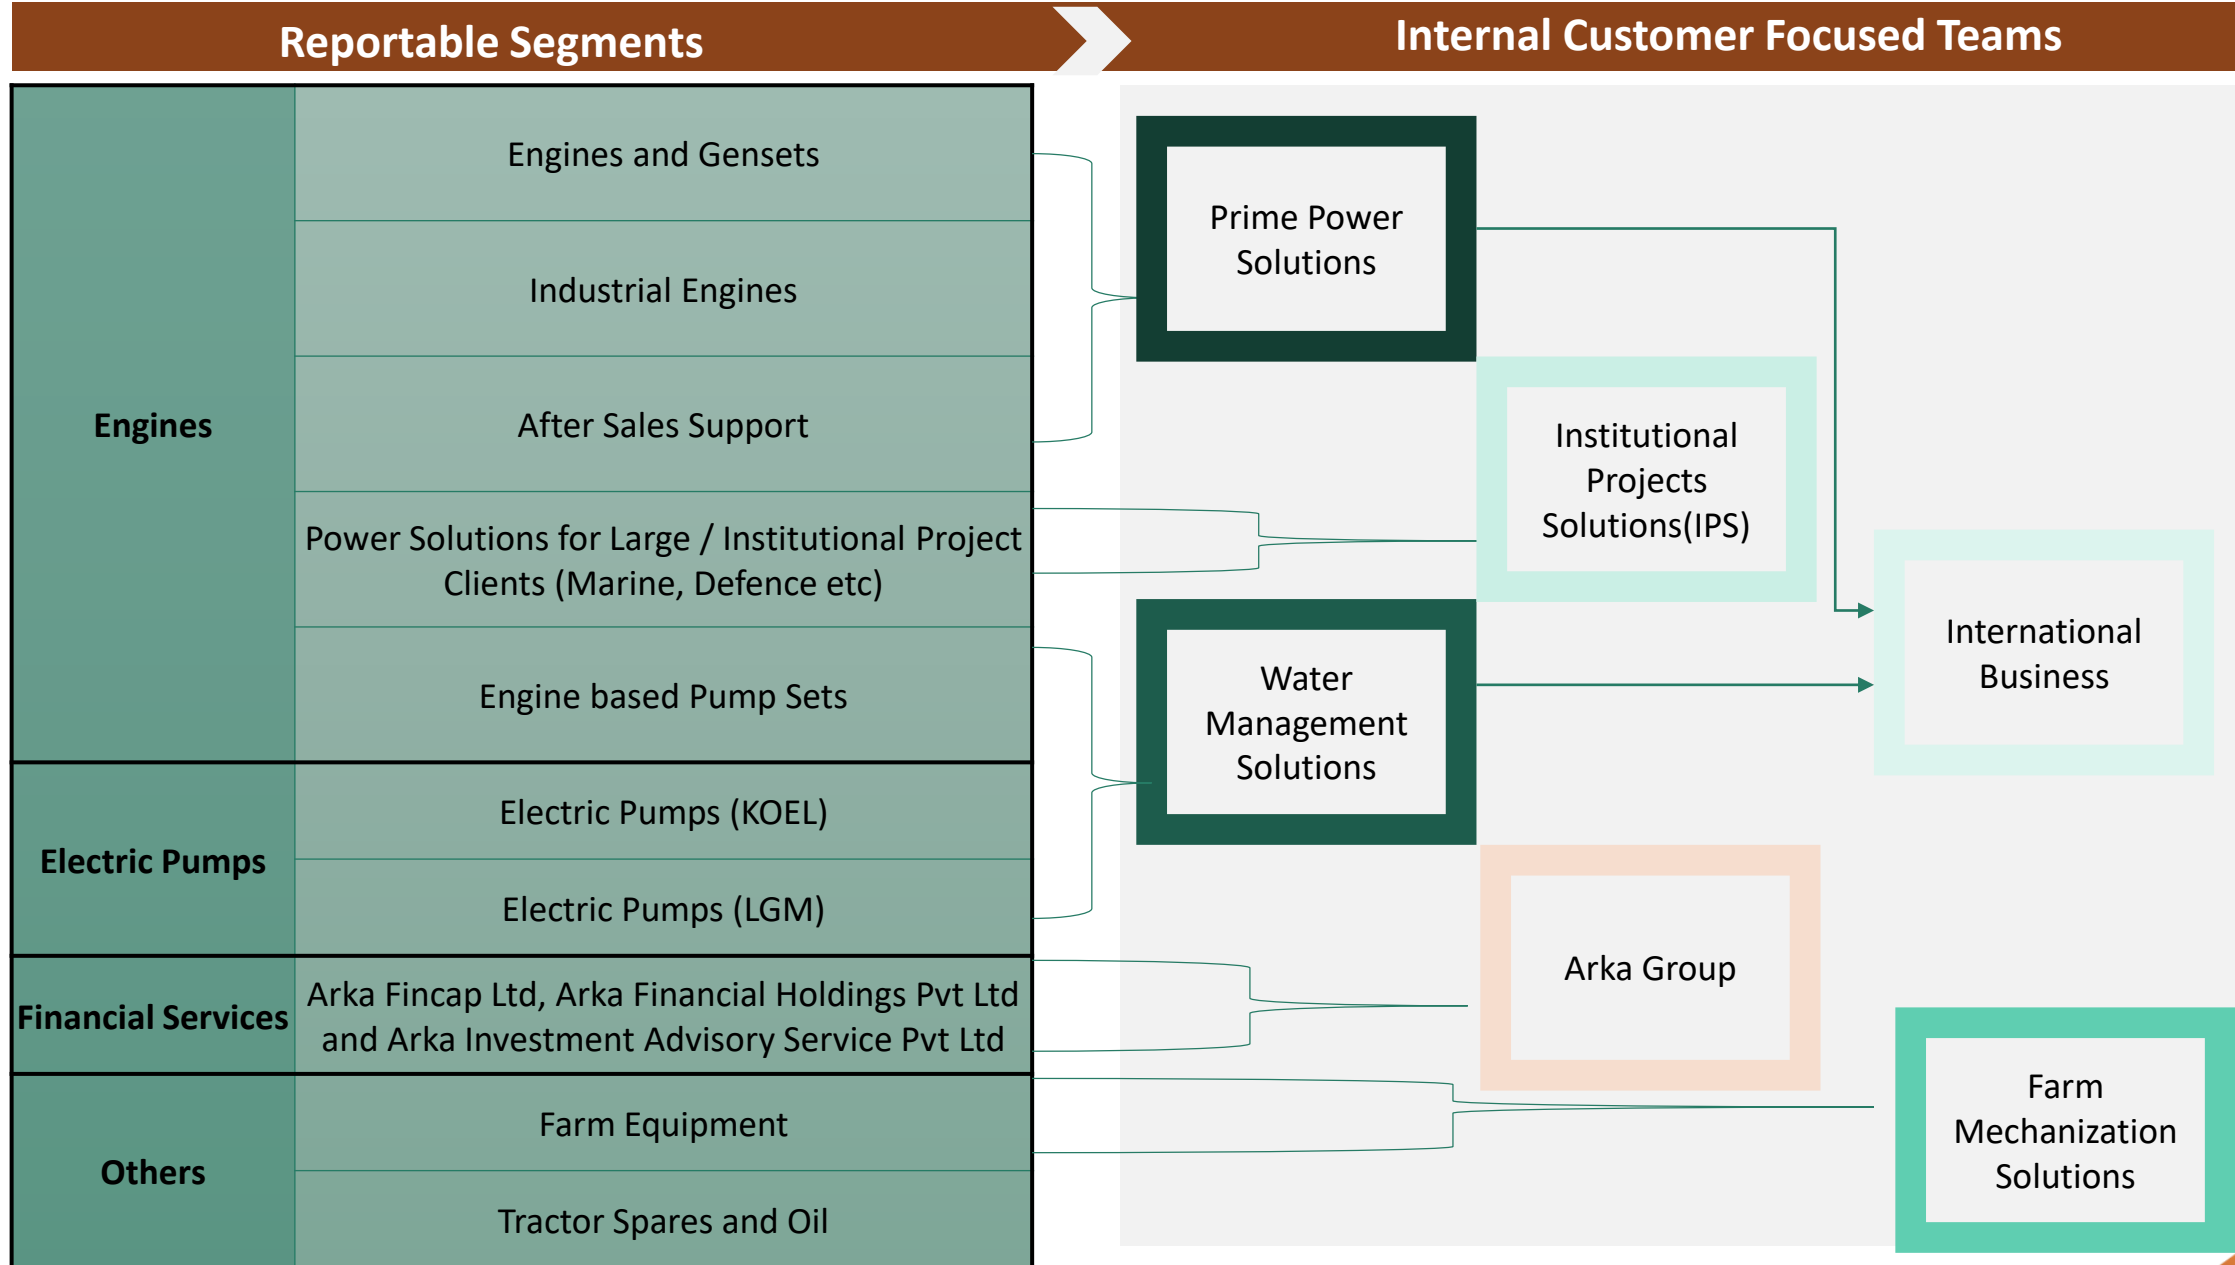 Reportable Segments
Internal Customer Focused Teams
Engines
Engines and Gensets
Industrial Engines
After Sales Support
Power Solutions for Large / Institutional Project
Clients (Marine, Defence etc)
Engine based Pump Sets
Electric Pumps
Electric Pumps (KOEL)
Electric Pumps (LGM)
Financial Services
Arka Fincap Ltd, Arka Financial Holdings Pvt Ltd
and Arka Investment Advisory Service Pvt Ltd
Others
Farm Equipment
Tractor Spares and Oil
Prime Power
Solutions
Institutional
Projects
Solutions(IPS)
Water
Management
Solutions
International
Business
Arka Group
Farm
Mechanization
Solutions